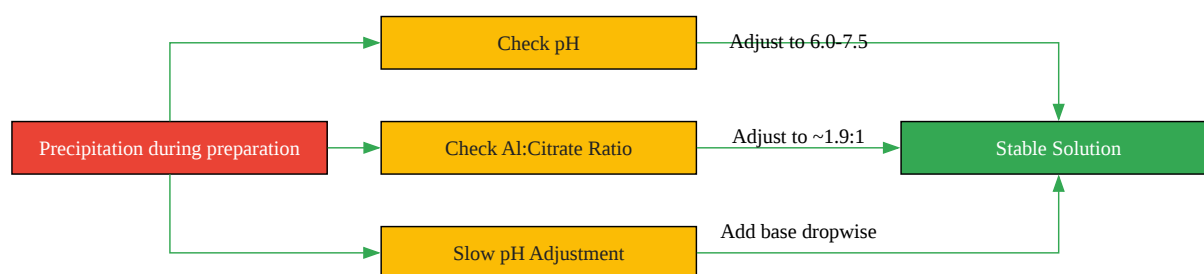 Check pH
Adjust to 6.0-7.5
Precipitation during preparation
Check Al:Citrate Ratio
Adjust to ~1.9:1
Stable Solution
Slow pH Adjustment
Add base dropwise